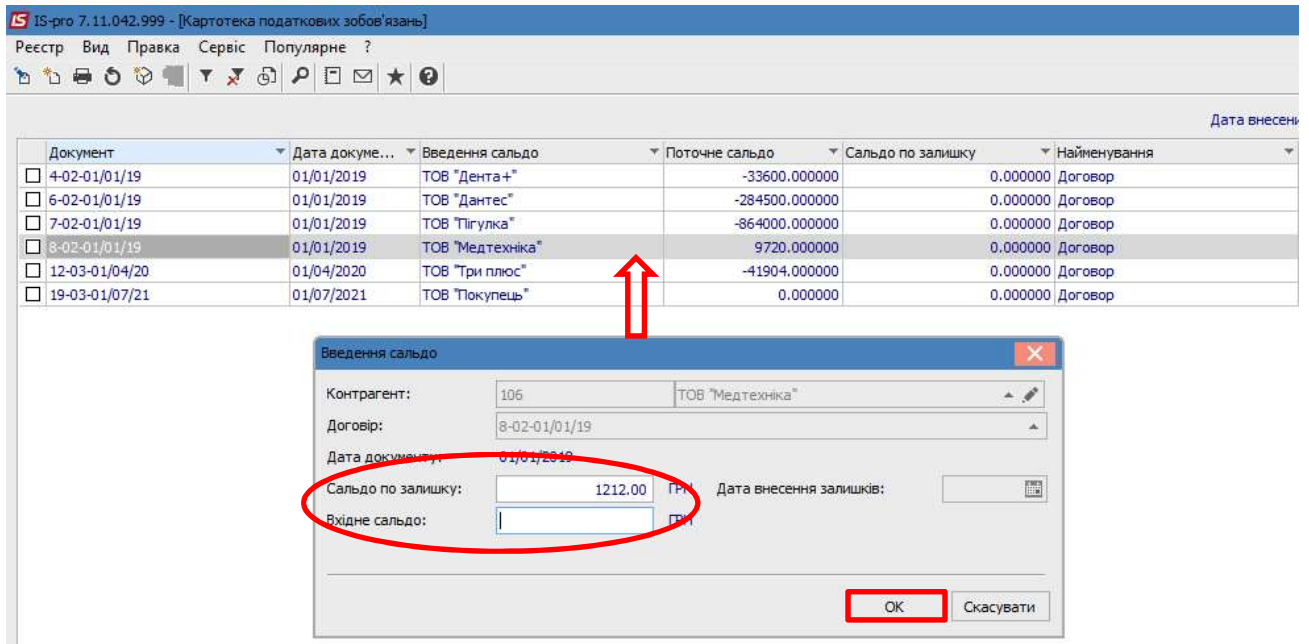 IS-pro 7.11.042.999 - [Картотека податкових зобов'язань]
Реєстр Вид Правка Сервіс Популярне ?
Дата внесени
Документ Дата докуме... Введення сальдо Поточне сальдо Сальдо по залишку Найменування
4-02-01/01/19 01/01/2019 ТОВ "Дента+" -33600.000000 0.000000 Договор
6-02-01/01/19 01/01/2019 ТОВ "Дантес" -284500.000000 0.000000 Договор
7-02-01/01/19 01/01/2019 ТОВ "Пігулка" -864000.000000 0.000000 Договор
8-02-01/01/19 01/01/2019 ТОВ "Медтехніка" 9720.000000 0.000000 Договор
12-03-01/04/20 01/04/2020 ТОВ "Три плюс" -41904.000000 0.000000 Договор
19-03-01/07/21 01/07/2021 ТОВ "Покупець" 0.000000 0.000000 Договор
Введення сальдо
Контрагент: 106 ТОВ "Медтехніка"
Договір: 8-02-01/01/19
Дата документу: 01/01/2019
Сальдо по залишку: 1212.00 ГРН Дата внесення залишків:
Вхідне сальдо: ГРН
OK Скасувати